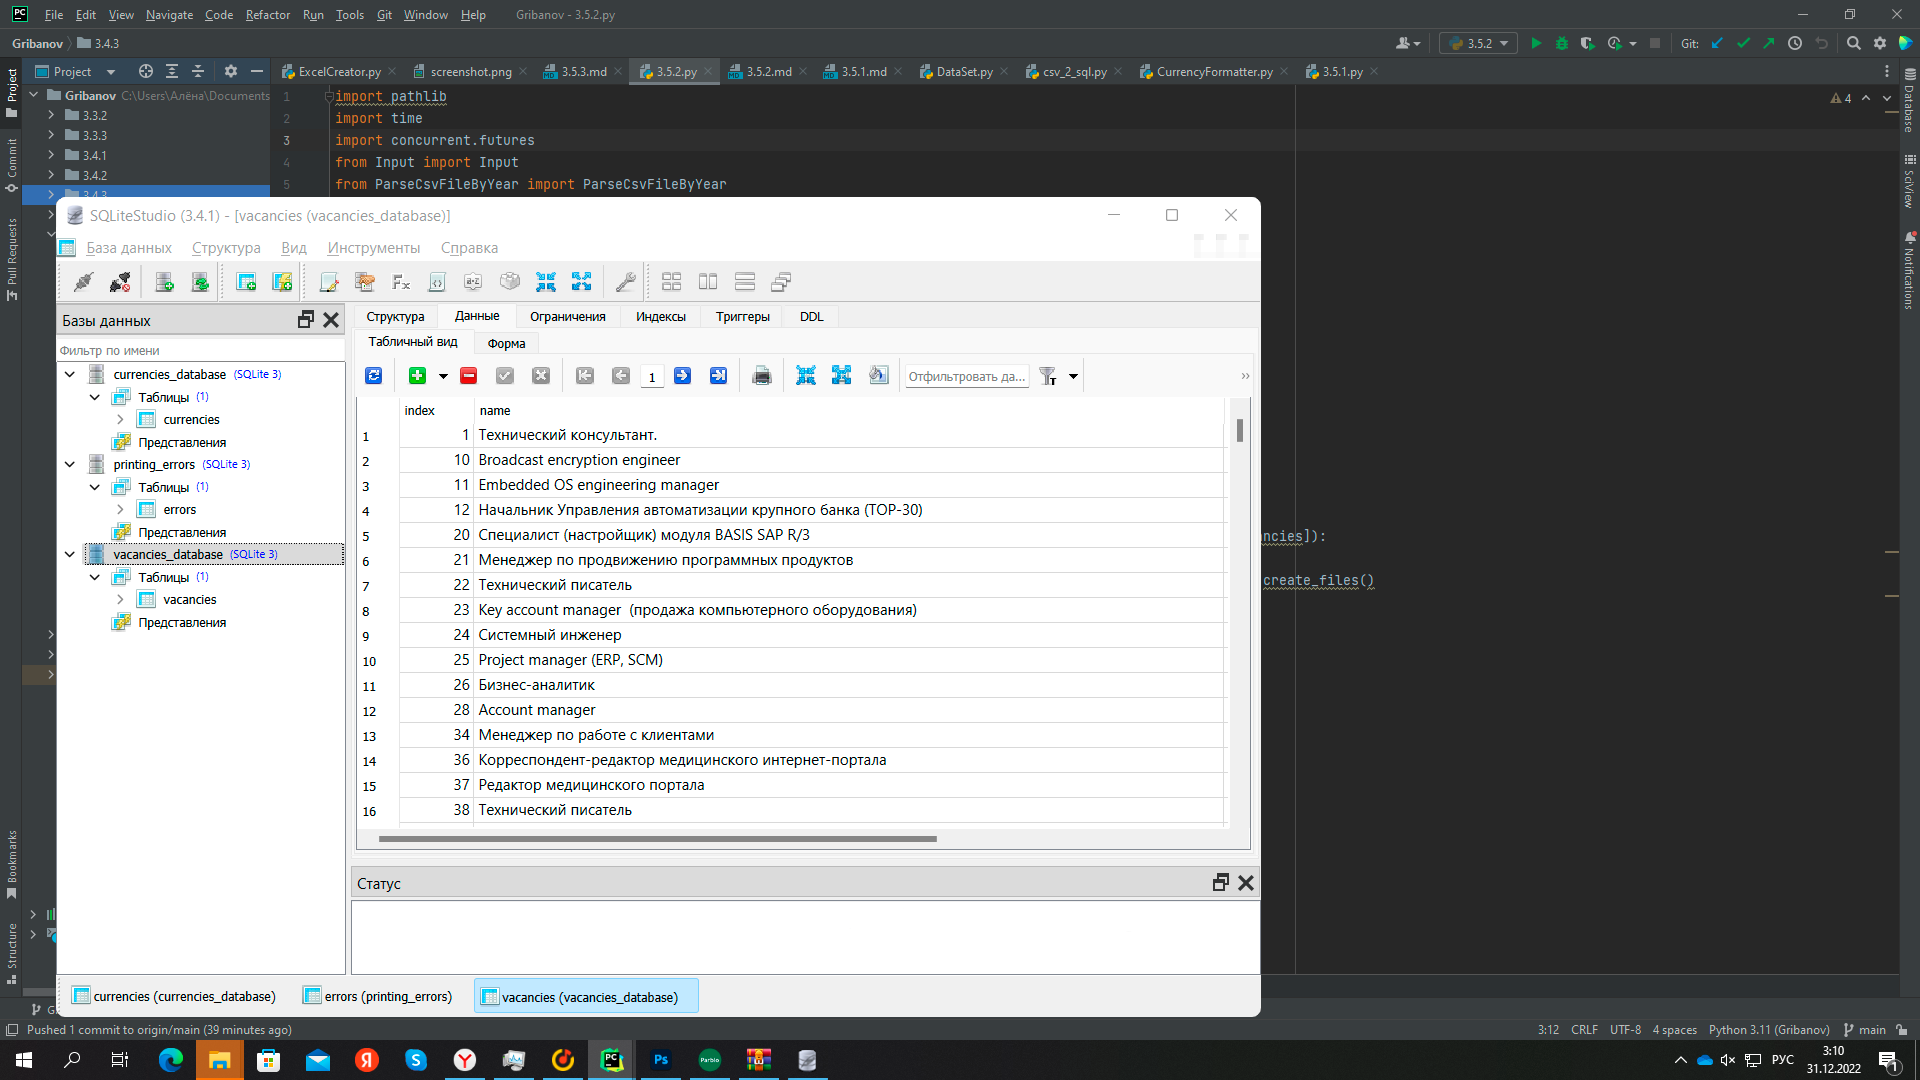 File Edit View Navigate Code Refactor Run Tools Git Window Help Gribanov - 3.5.2.py
Gribanov 3.4.3
3.5.2 Git:
Project
ExcelCreator.py screenshot.png 3.5.3.md 3.5.2.py 3.5.2.md 3.5.1.md DataSet.py csv_2_sql.py CurrencyFormatter.py 3.5.1.py
Project
Commit
Pull Requests
Bookmarks
Structure
Database
SciView
Notifications
Gribanov C:\Users\Алёна\Documents
3.3.2
3.3.3
3.4.1
3.4.2
3.4.3
1 import pathlib
2 import time
3 import concurrent.futures
4 from Input import Input
5 from ParseCsvFileByYear import ParseCsvFileByYear
4
ncies]):
create_files()
SQLiteStudio (3.4.1) - [vacancies (vacancies_database)]
База данных Структура Вид Инструменты Справка
Базы данных
Фильтр по имени
currencies_database (SQLite 3)
Таблицы (1)
currencies
Представления
printing_errors (SQLite 3)
Таблицы (1)
errors
Представления
vacancies_database (SQLite 3)
Таблицы (1)
vacancies
Представления
Структура Данные Ограничения Индексы Триггеры DDL
Табличный вид Форма
1 Отфильтровать да... »
index name
1 1 Технический консультант.
2 10 Broadcast encryption engineer
3 11 Embedded OS engineering manager
4 12 Начальник Управления автоматизации крупного банка (TOP-30)
5 20 Специалист (настройщик) модуля BASIS SAP R/3
6 21 Менеджер по продвижению программных продуктов
7 22 Технический писатель
8 23 Key account manager (продажа компьютерного оборудования)
9 24 Системный инженер
10 25 Project manager (ERP, SCM)
11 26 Бизнес-аналитик
12 28 Account manager
13 34 Менеджер по работе с клиентами
14 36 Корреспондент-редактор медицинского интернет-портала
15 37 Редактор медицинского портала
16 38 Технический писатель
Статус
currencies (currencies_database) errors (printing_errors) vacancies (vacancies_database)
Pushed 1 commit to origin/main (39 minutes ago)
3:12 CRLF UTF-8 4 spaces Python 3.11 (Gribanov) main
РУС
3:10
31.12.2022
1